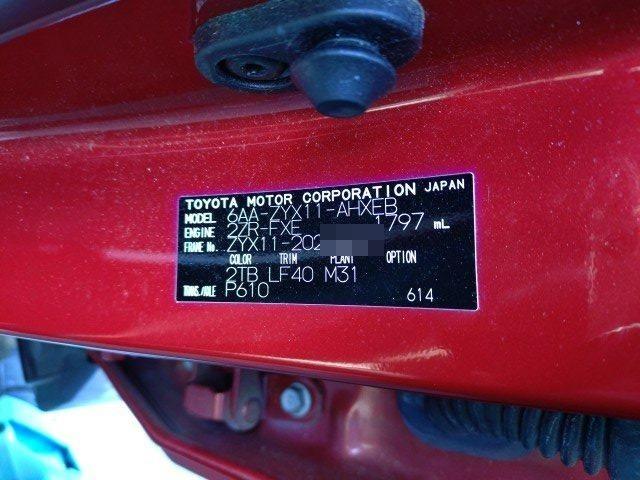 TOYOTA MOTOR CORPORATION JAPAN
MODEL 6AA-ZYX11-AHXEB
ENGINE 2ZR-FXE 1797 mL
FRAME No. ZYX11-202
COLOR TRIM PLANT OPTION
2TB LF40 M31
TRANS./AXLE P610 614